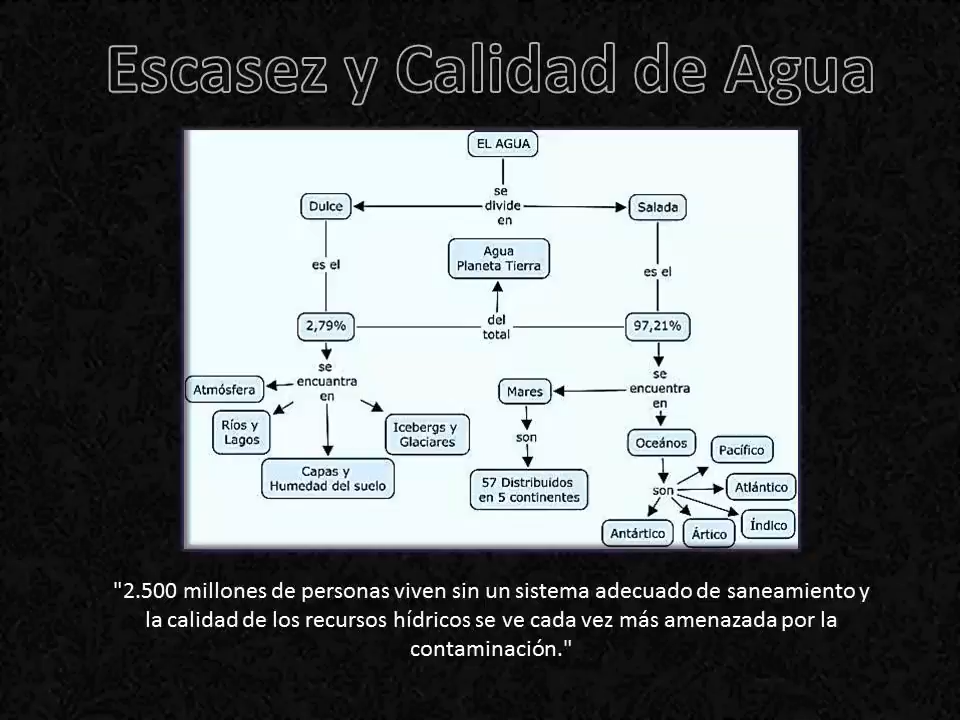 Escasez y Calidad de Agua
EL AGUA
se
divide
en
Dulce
Salada
Agua
Planeta Tierra
es el
es el
2,79%
del
total
97,21%
se
encuantra
en
se
encuentra
en
Atmósfera
Mares
Ríos y
Lagos
Icebergs y
Glaciares
son
Oceános
Pacífico
Capas y
Humedad del suelo
57 Distribuídos
en 5 continentes
son
Atlántico
Índico
Antártico
Ártico
"2.500 millones de personas viven sin un sistema adecuado de saneamiento y
la calidad de los recursos hídricos se ve cada vez más amenazada por la
contaminación."